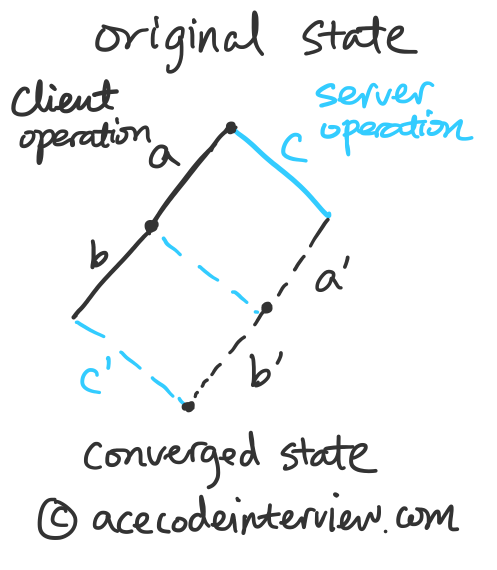 original state
client
operation
server
operation
a
c
b
a'
b'
c'
converged state
© acecodeinterview.com